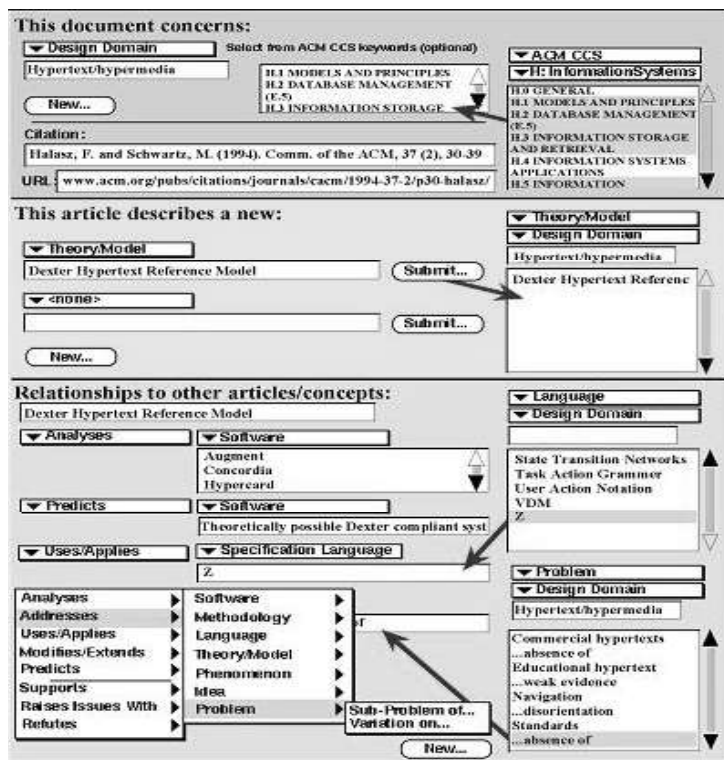 This document concerns:
Design Domain
Select from ACM CCS keywords (optional)
Hypertext/hypermedia
H.1 MODELS AND PRINCIPLES
H.2 DATABASE MANAGEMENT
(E.5)
H.3 INFORMATION STORAGE
New...
ACM CCS
H: InformationSystems
H.0 GENERAL
H.1 MODELS AND PRINCIPLES
H.2 DATABASE MANAGEMENT
(E.5)
H.3 INFORMATION STORAGE
AND RETRIEVAL
H.4 INFORMATION SYSTEMS
APPLICATIONS
H.5 INFORMATION
Citation:
Halasz, F. and Schwartz, M. (1994). Comm. of the ACM, 37 (2), 30-39
URL: www.acm.org/pubs/citations/journals/cacm/1994-37-2/p30-halasz/
This article describes a new:
Theory/Model
Dexter Hypertext Reference Model
Submit...
<none>
Submit...
New...
Theory/Model
Design Domain
Hypertext/hypermedia
Dexter Hypertext Referenc
Relationships to other articles/concepts:
Dexter Hypertext Reference Model
Analyses
Software
Augment
Concordia
Hypercard
Predicts
Software
Theoretically possible Dexter compliant syst
Uses/Applies
Specification Language
Z
Language
Design Domain
State Transition Networks
Task Action Grammer
User Action Notation
VDM
Z
Analyses
Addresses
Uses/Applies
Modifies/Extends
Predicts
Supports
Raises Issues With
Refutes
Software
Methodology
Language
Theory/Model
Phenomenon
Idea
Problem
of
Sub-Problem of...
Variation on...
New...
Problem
Design Domain
Hypertext/hypermedia
Commercial hypertexts
...absence of
Educational hypertext
...weak evidence
Navigation
...disorientation
Standards
...absence of